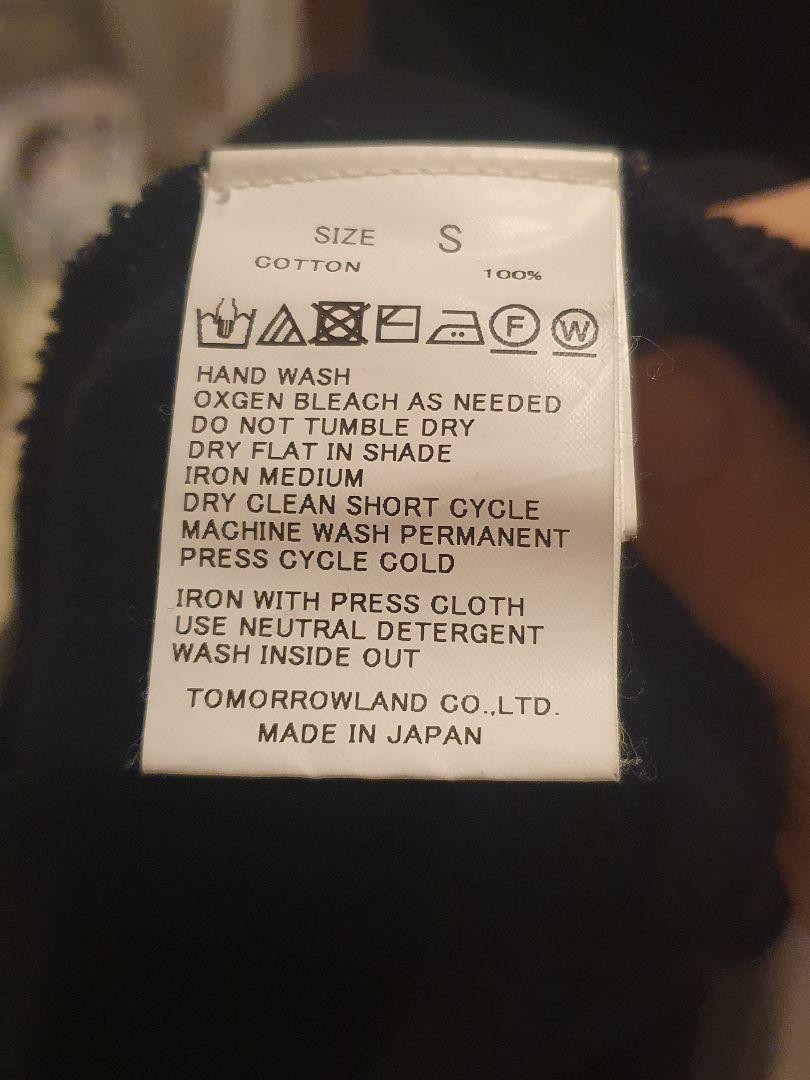 SIZE S
COTTON 100%
F W
HAND WASH
OXGEN BLEACH AS NEEDED
DO NOT TUMBLE DRY
DRY FLAT IN SHADE
IRON MEDIUM
DRY CLEAN SHORT CYCLE
MACHINE WASH PERMANENT
PRESS CYCLE COLD
IRON WITH PRESS CLOTH
USE NEUTRAL DETERGENT
WASH INSIDE OUT
TOMORROWLAND CO.,LTD.
MADE IN JAPAN